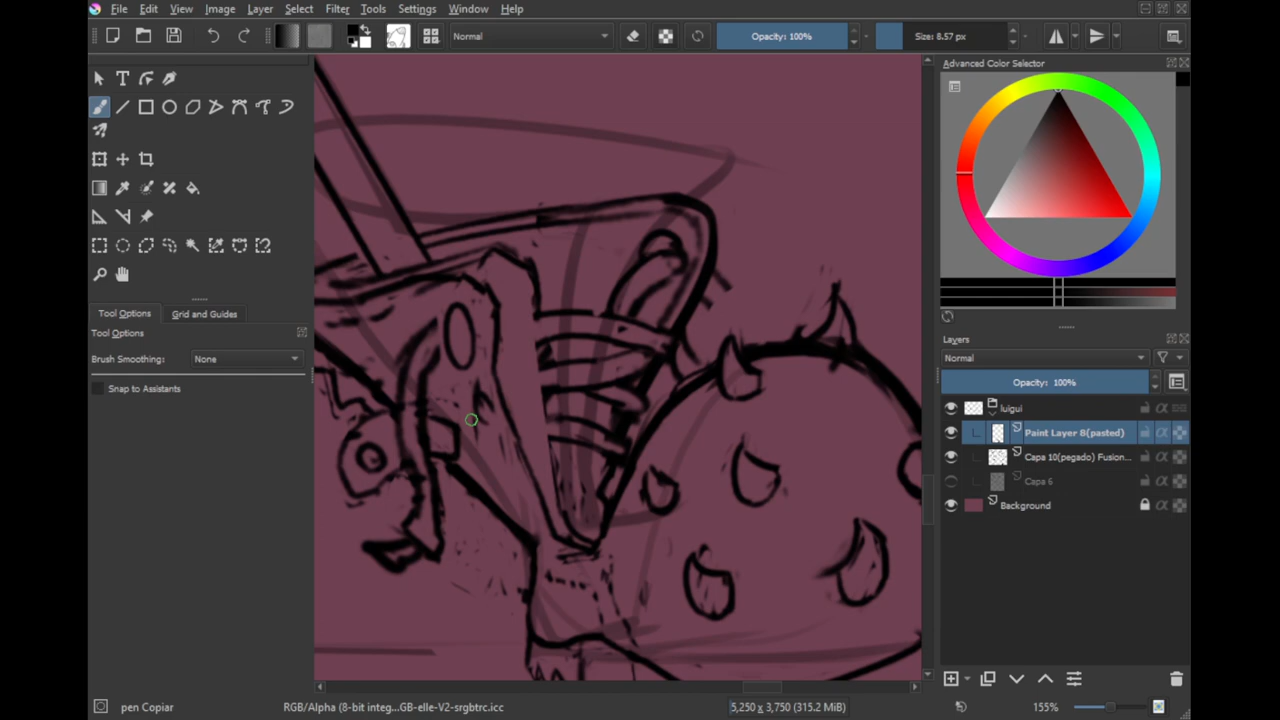 File Edit View Image Layer Select Filter Tools Settings Window Help
Normal Opacity: 100% Size: 8.57 px
Advanced Color Selector
Tool Options Grid and Guides
Tool Options
Brush Smoothing: None
Snap to Assistants
Layers
Normal
Opacity: 100%
luigui
Paint Layer 8(pasted)
Capa 10(pegado) Fusion...
Capa 6
Background
pen Copiar RGB/Alpha (8-bit integ...GB-elle-V2-srgbtrc.icc 5,250 x 3,750 (315.2 MiB) 155%